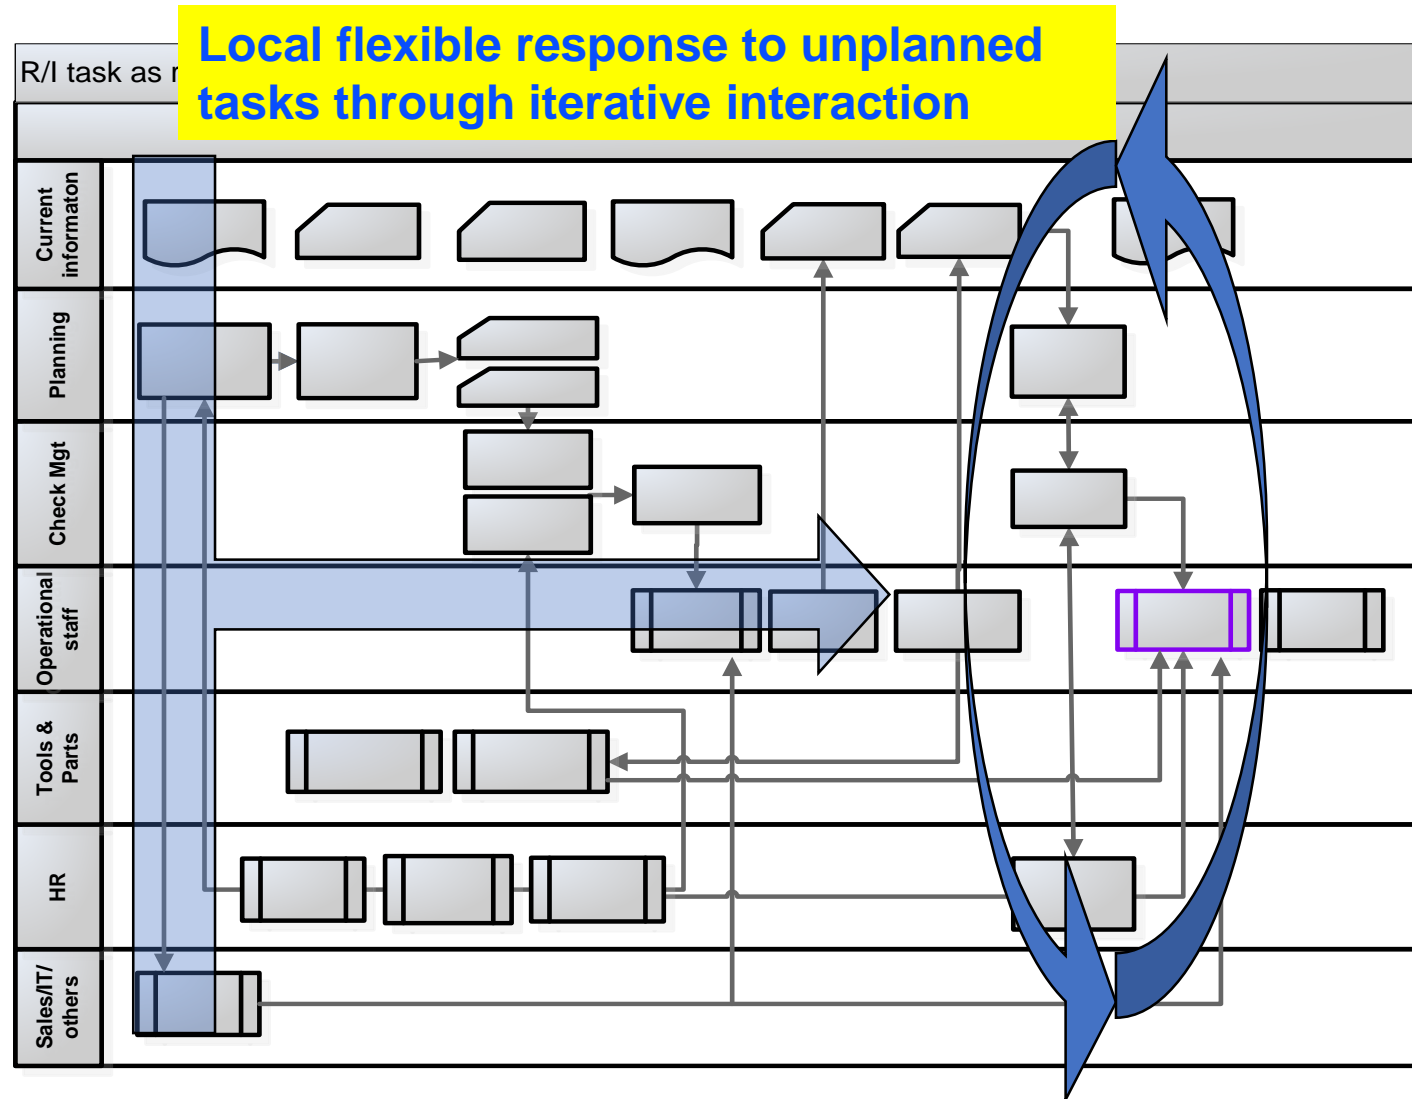 Local flexible response to unplanned
tasks through iterative interaction
R/I task as
Current
informaton
Planning
Check Mgt
Operational
staff
Tools &
Parts
HR
Sales/IT/
others